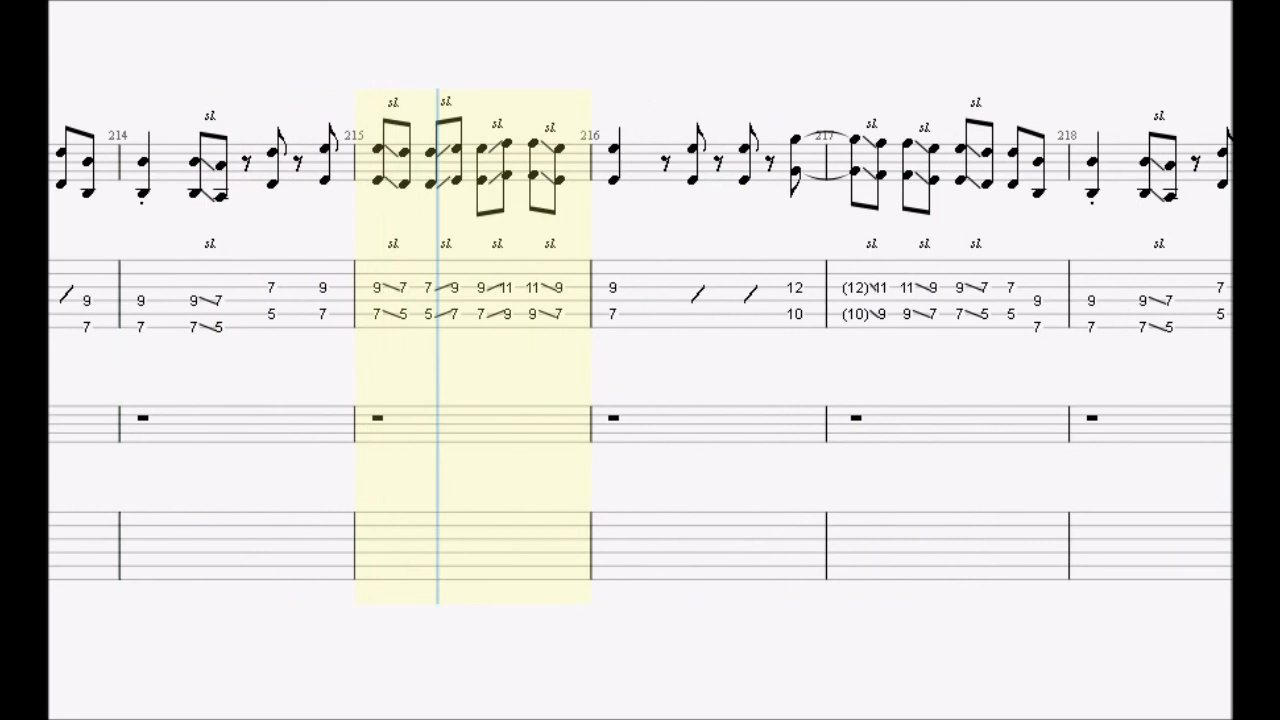 sl. sl. sl. sl.
214 215 sl. sl. 216 217 sl. sl. 218 sl.
sl. sl. sl. sl. sl. sl. sl. sl. sl.
7 9 9 7 7 9 9 11 11 9 9 12 (12) 11 11 9 9 7 7 7
9 9 9 7 9 9 9 7
5 7 7 5 5 7 7 9 9 7 7 10 (10) 9 9 7 7 5 5 5
7 7 7 5 7 7 7 5